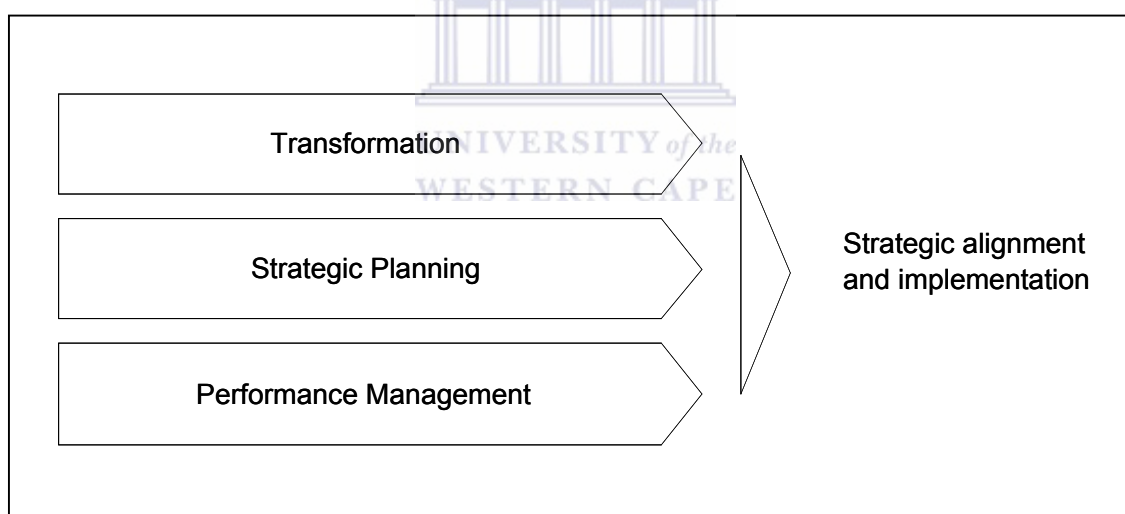 Transformation
UNIVERSITY of the
WESTERN CAPE
Strategic Planning
Performance Management
Strategic alignment
and implementation